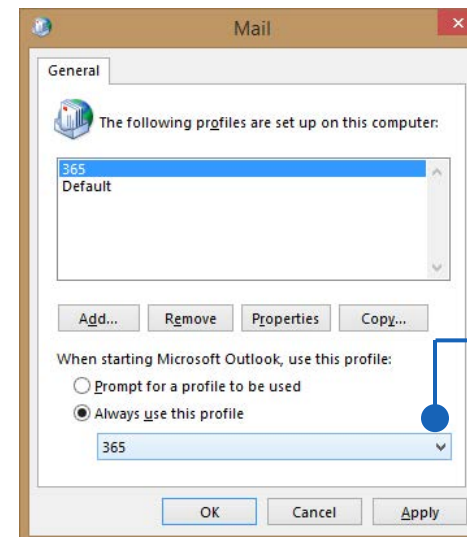 Mail
General
The following profiles are set up on this computer:
365
Default
Add...
Remove
Properties
Copy...
When starting Microsoft Outlook, use this profile:
Prompt for a profile to be used
Always use this profile
365
OK
Cancel
Apply